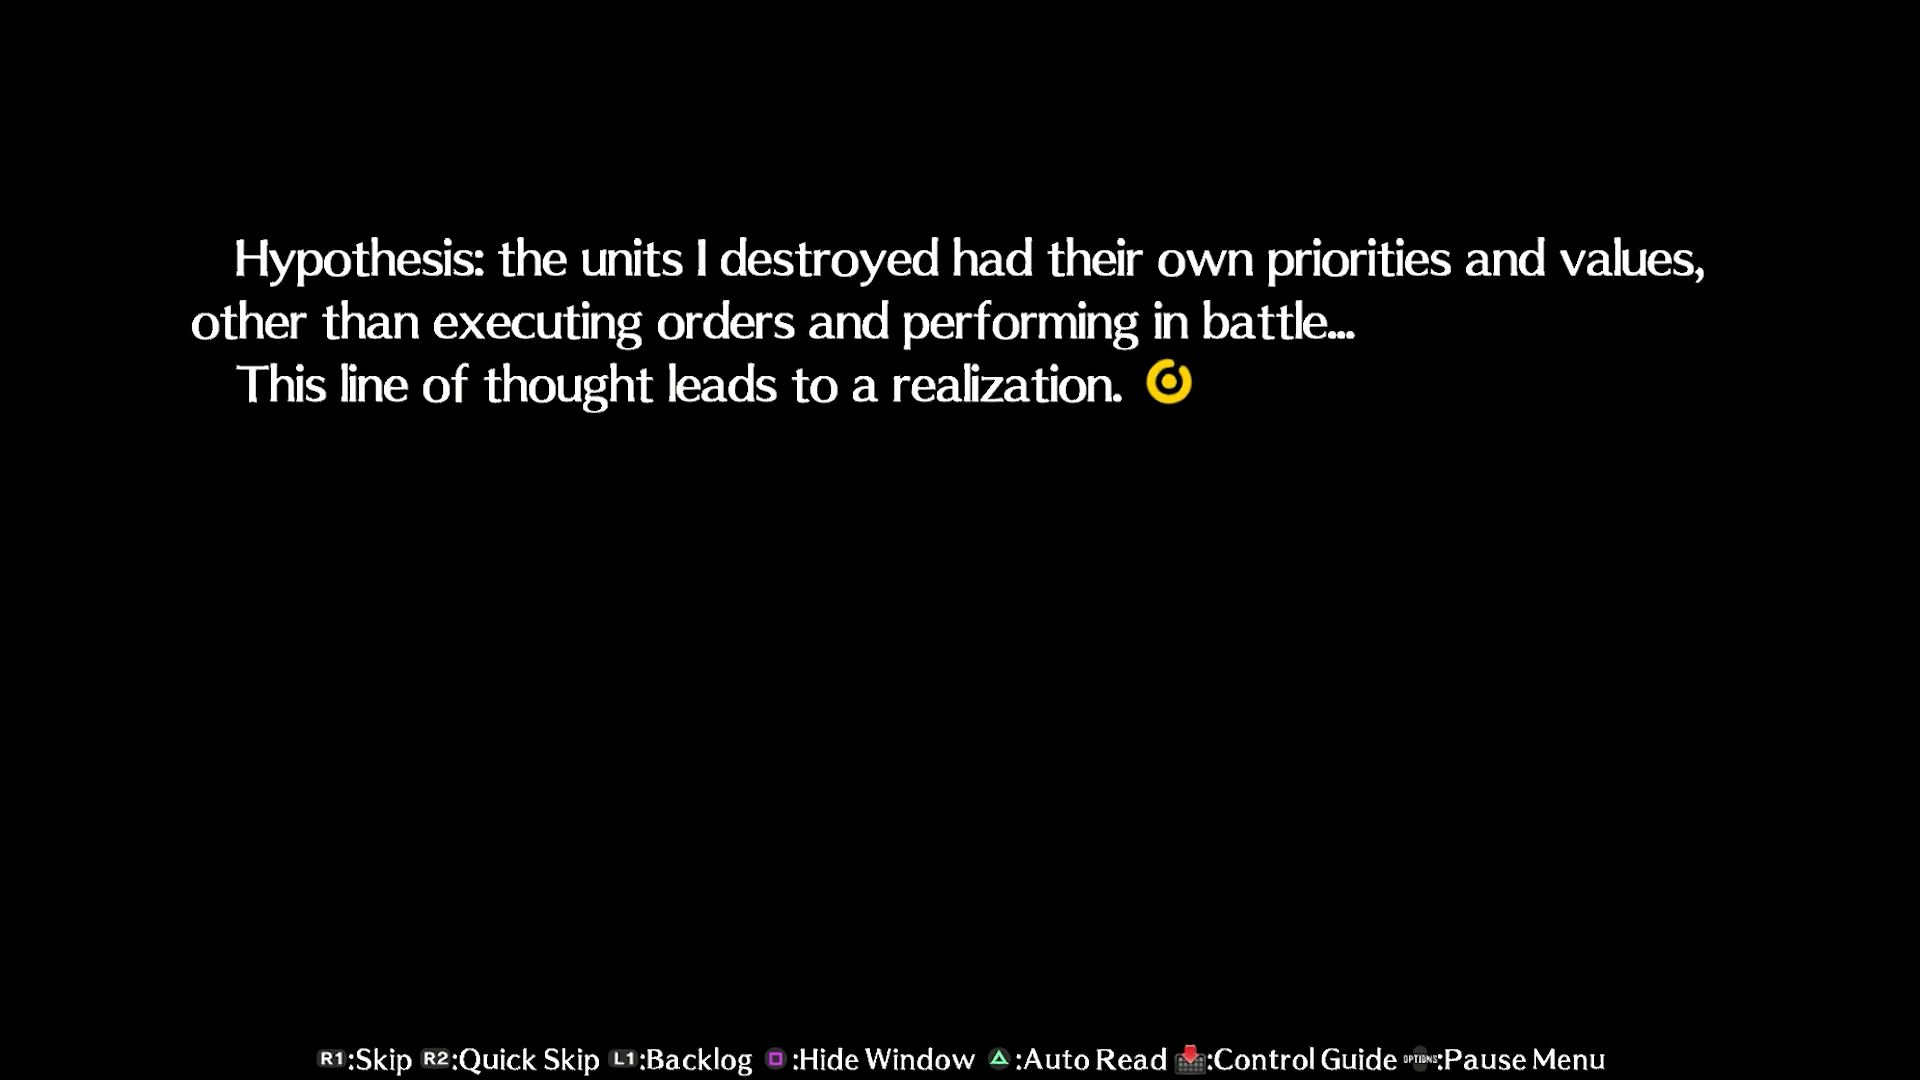 Hypothesis: the units I destroyed had their own priorities and values,
other than executing orders and performing in battle...
This line of thought leads to a realization.
R1:Skip R2:Quick Skip L1:Backlog :Hide Window :Auto Read :Control Guide OPTIONS:Pause Menu